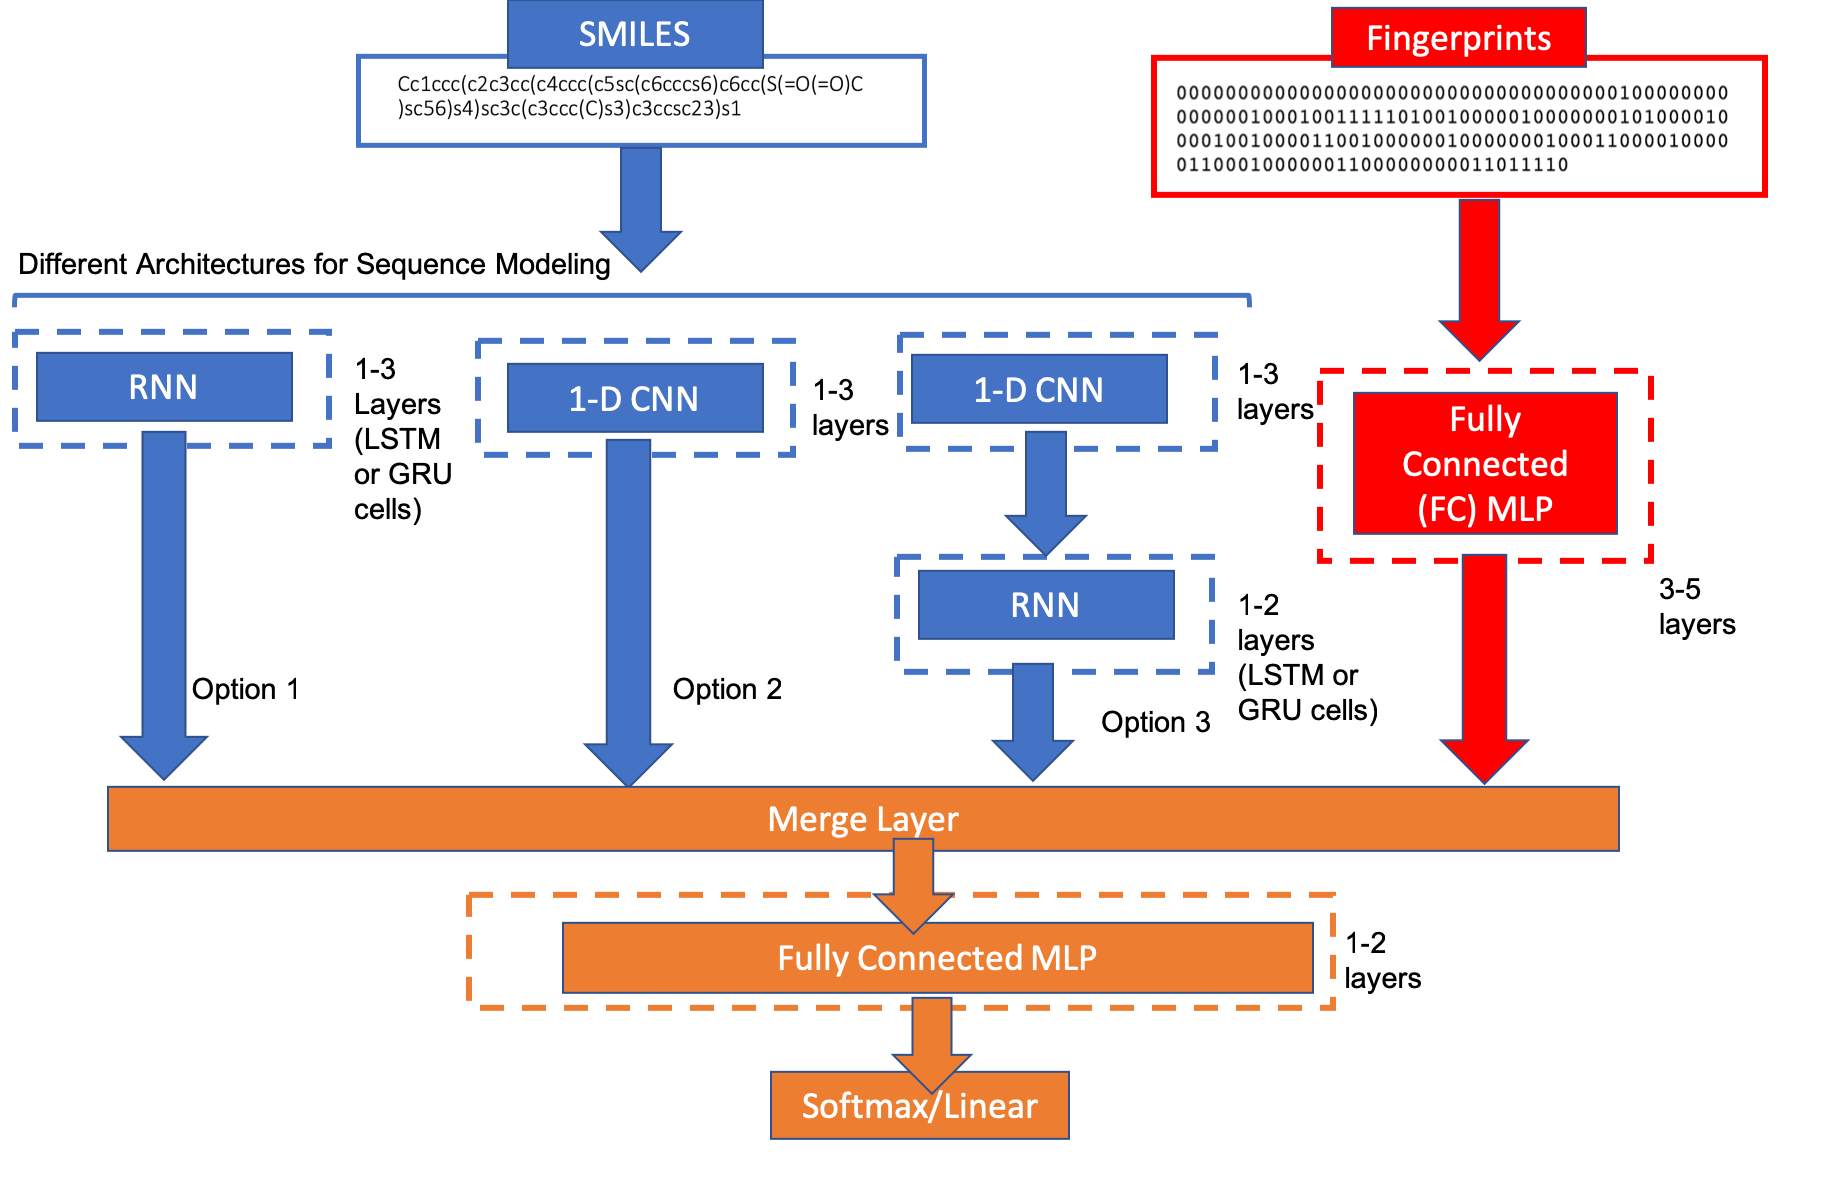 SMILES
Cc1ccc(c2c3cc(c4ccc(c5sc(c6cccs6)c6cc(S(=O(=O)C
)sc56)s4)sc3c(c3ccc(C)s3)c3ccsc23)s1
Fingerprints
000000000000000000000000000000000000100000000
000000100010011111010010000010000000101000010
000100100001100100000010000000100011000010000
01100010000001100000000011011110
Different Architectures for Sequence Modeling
RNN
1-3
Layers
(LSTM
or GRU
cells)
Option 1
1-D CNN
1-3
layers
Option 2
1-D CNN
1-3
layers
RNN
1-2
layers
(LSTM or
GRU cells)
Option 3
Fully
Connected
(FC) MLP
3-5
layers
Merge Layer
Fully Connected MLP
1-2
layers
Softmax/Linear